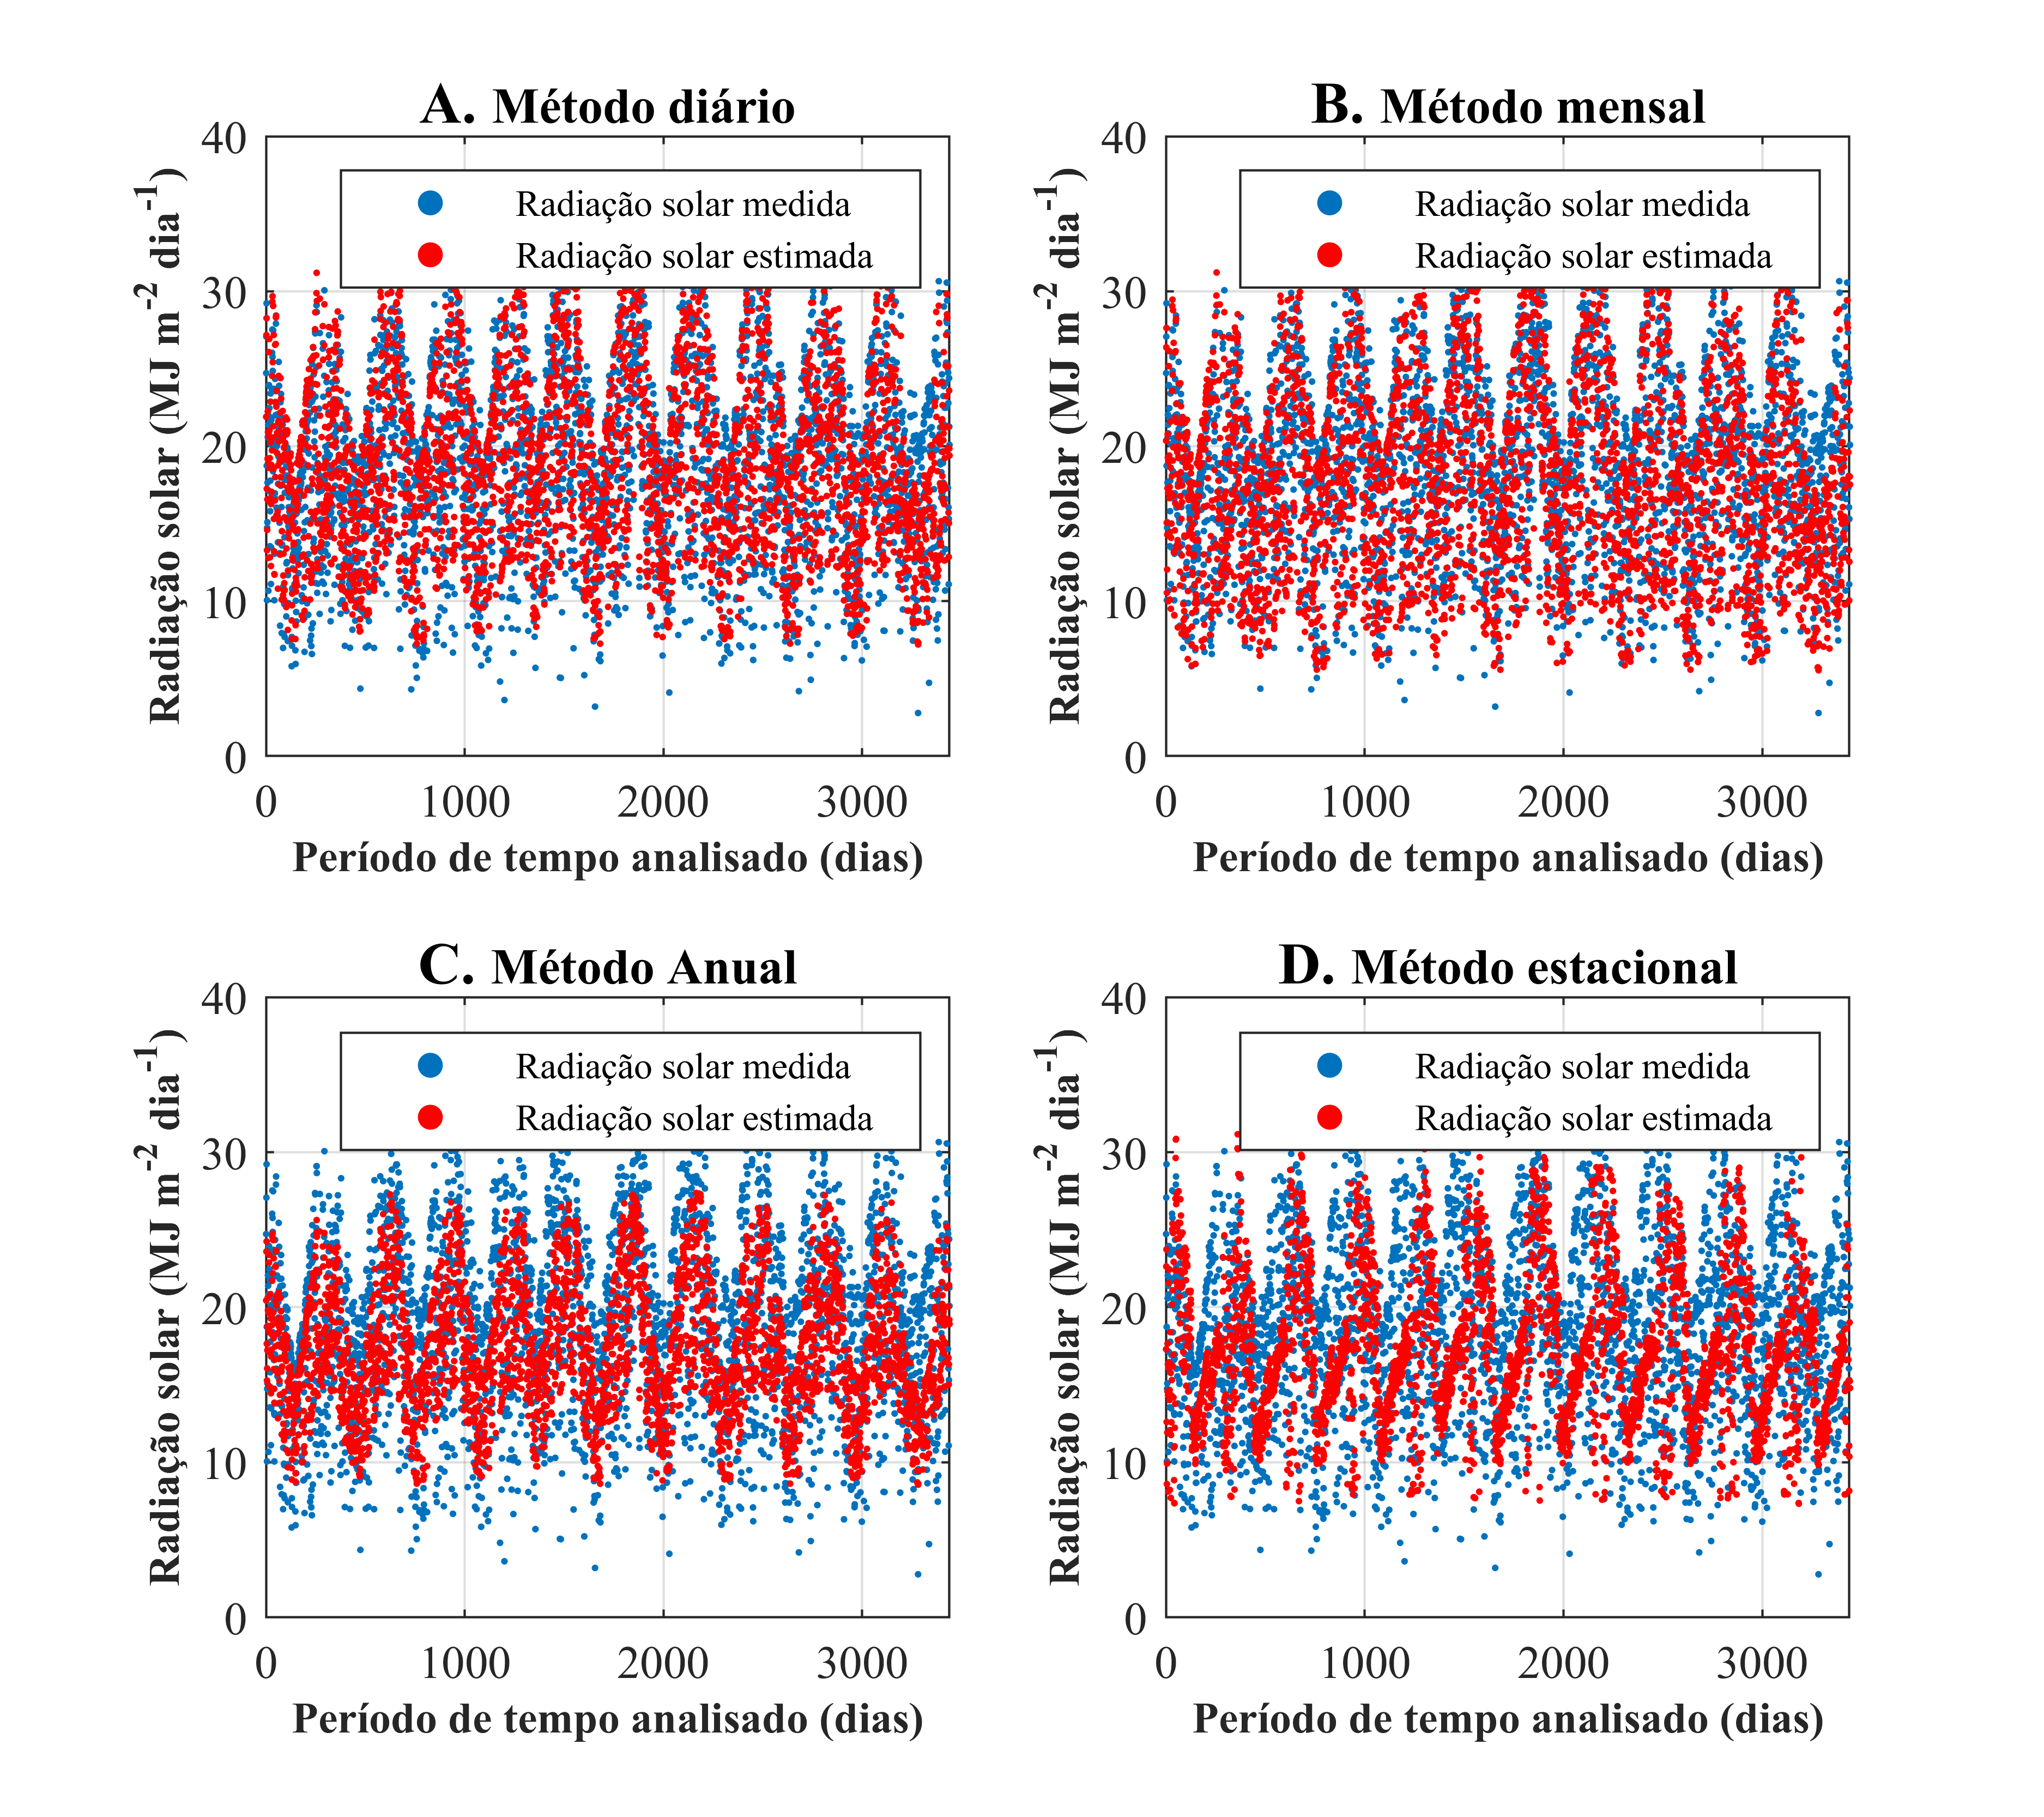 A. Método diário
40
30
20
10
0
Radiação solar (MJ m-2 dia-1)
Radiação solar medida
Radiação solar estimada
0 1000 2000 3000
Período de tempo analisado (dias)
B. Método mensal
40
30
20
10
0
Radiação solar (MJ m-2 dia-1)
Radiação solar medida
Radiação solar estimada
0 1000 2000 3000
Período de tempo analisado (dias)
C. Método Anual
40
30
20
10
0
Radiação solar (MJ m-2 dia-1)
Radiação solar medida
Radiação solar estimada
0 1000 2000 3000
Período de tempo analisado (dias)
D. Método estacional
40
30
20
10
0
Radiação solar (MJ m-2 dia-1)
Radiação solar medida
Radiação solar estimada
0 1000 2000 3000
Período de tempo analisado (dias)